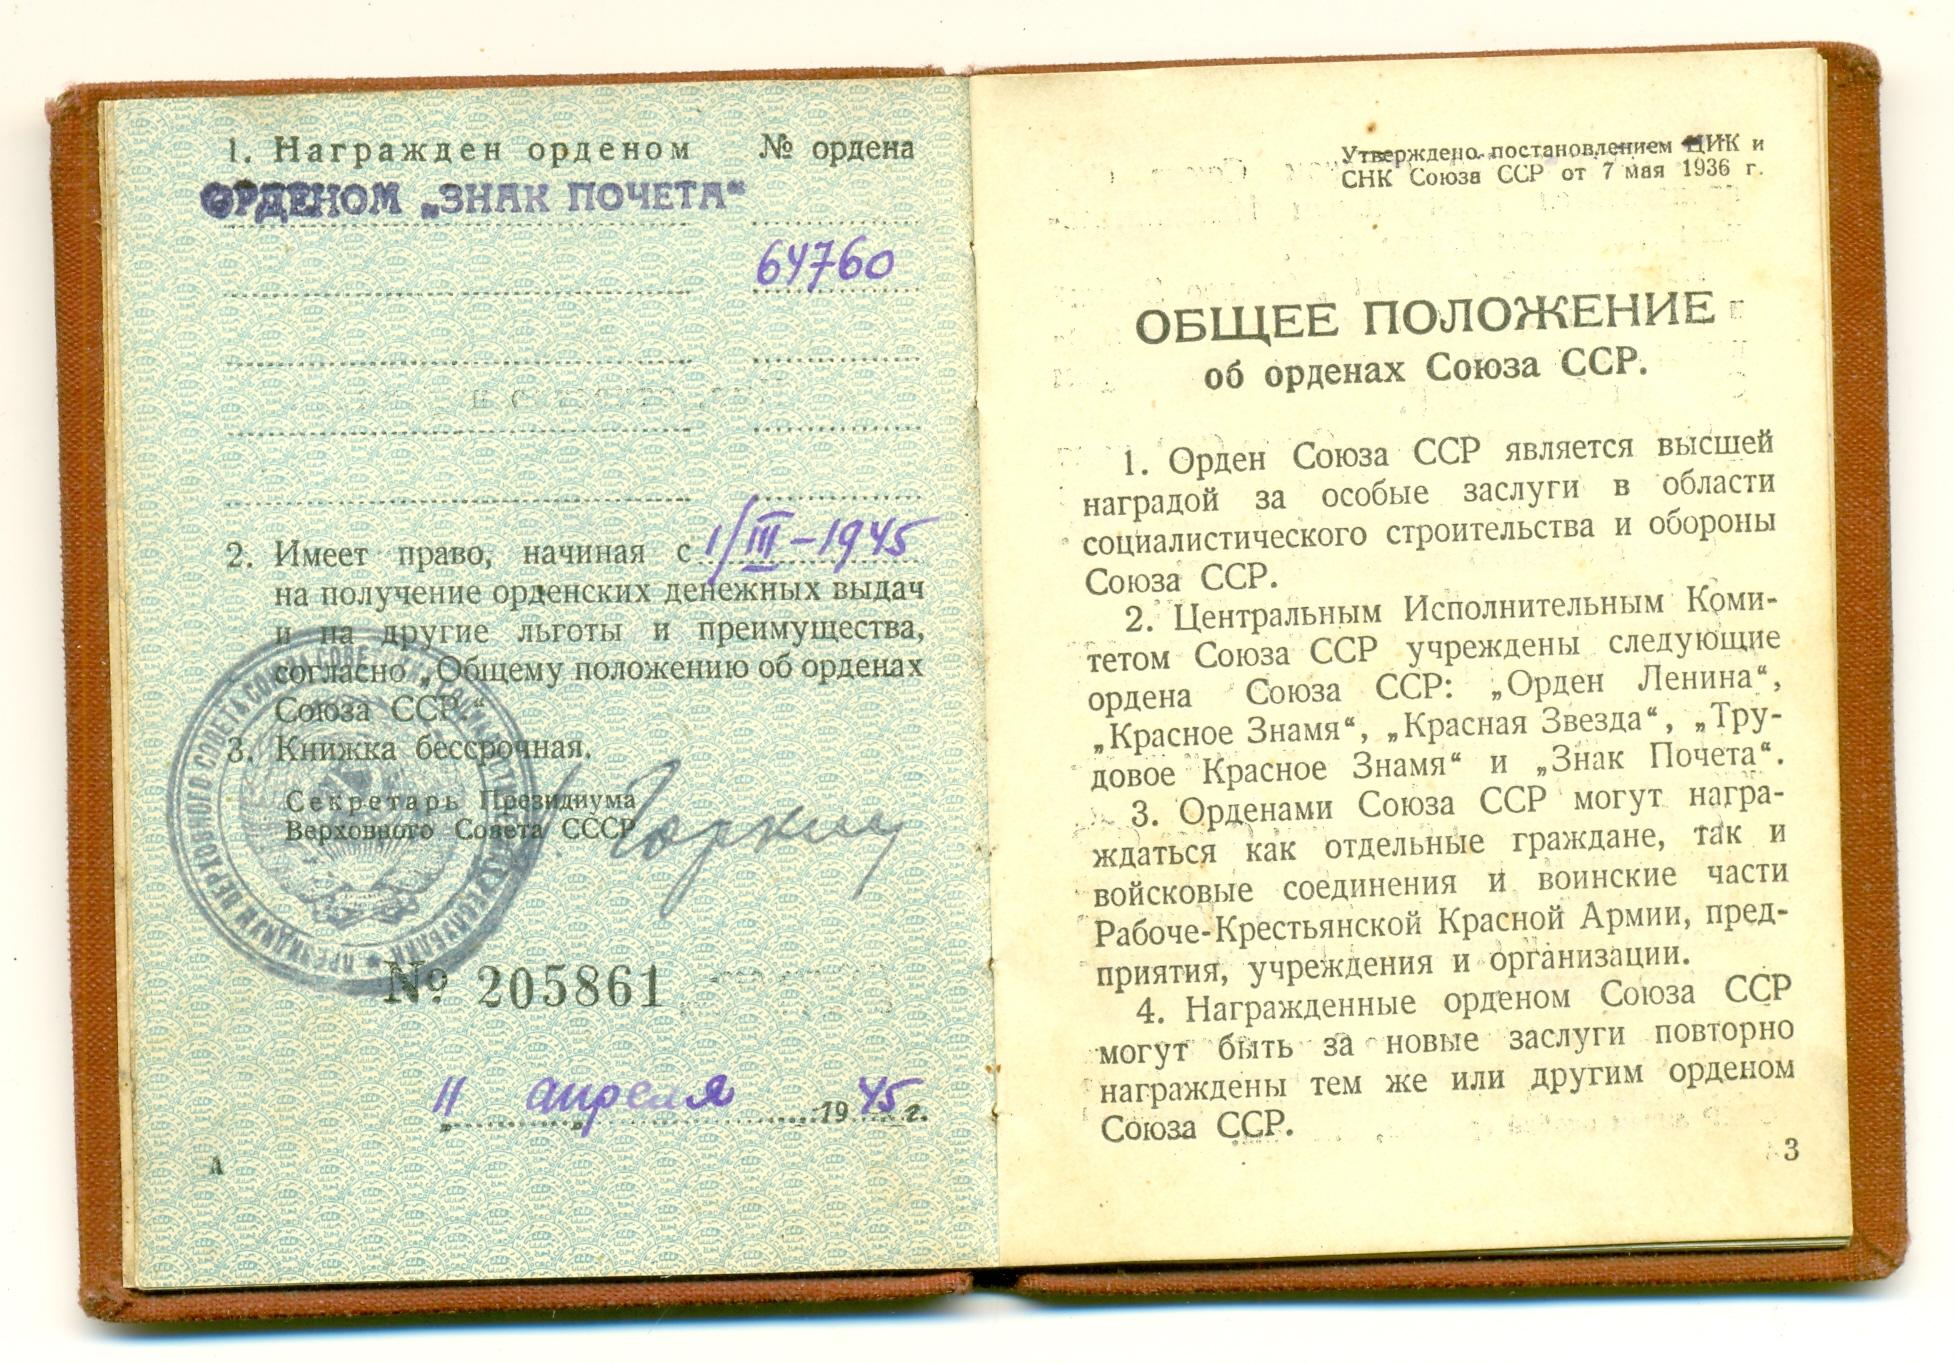 1. Награжден орденом № ордена
ОРДЕНОМ „ЗНАК ПОЧЕТА“
64760
2. Имеет право, начиная с 1/III-1945
на получение орденских денежных выдач
и на другие льготы и преимущества,
согласно „Общему положению об орденах
Союза ССР.“
3. Книжка бессрочная.
Секретарь Президиума
Верховного Совета СССР
Горкин
№ 205861
„11 „ апреля 1945 г.
А
Утверждено постановлением ЦИК и
СНК Союза ССР от 7 мая 1936 г.
ОБЩЕЕ ПОЛОЖЕНИЕ
об орденах Союза ССР.
1. Орден Союза ССР является высшей
наградой за особые заслуги в области
социалистического строительства и обороны
Союза ССР.
2. Центральным Исполнительным Коми-
тетом Союза ССР учреждены следующие
ордена Союза ССР: „Орден Ленина“,
„Красное Знамя“, „Красная Звезда“, „Тру-
довое Красное Знамя“ и „Знак Почета“.
3. Орденами Союза ССР могут награ-
ждаться как отдельные граждане, так и
войсковые соединения и воинские части
Рабоче-Крестьянской Красной Армии, пред-
приятия, учреждения и организации.
4. Награжденные орденом Союза ССР
могут быть за новые заслуги повторно
награждены тем же или другим орденом
Союза ССР.
3